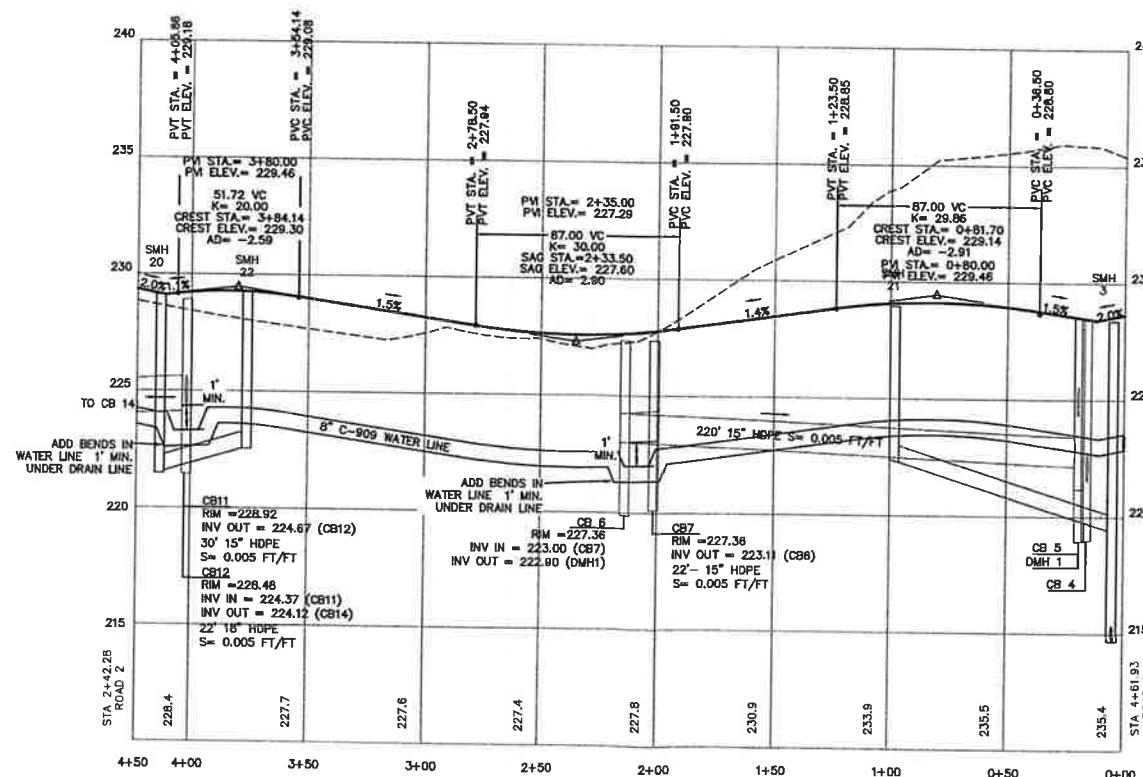 240
235
230
225
220
215
PVT STA. = 4+05.86
PVT ELEV. = 229.18
PVC STA. = 3+54.14
PVC ELEV. = 229.08
PVI STA.= 3+80.00
PVI ELEV.= 229.46
51.72 VC
K= 20.00
CREST STA.= 3+84.14
CREST ELEV.= 229.30
AD= -2.59
SMH
20
SMH
22
2.0%
1.1%
1.5%
PVT STA. = 2+78.50
PVT ELEV. = 227.94
PVC STA. = 1+91.50
PVC ELEV. = 227.90
PVI STA.= 2+35.00
PVI ELEV.= 227.29
87.00 VC
K= 30.00
SAG STA.=2+33.50
SAG ELEV.= 227.60
AD= 2.90
1.4%
PVT STA. = 1+23.50
PVT ELEV. = 228.85
PVC STA. = 0+38.50
PVC ELEV. = 228.80
87.00 VC
K= 29.86
CREST STA.= 0+81.70
CREST ELEV.= 229.14
AD= -2.91
PVI STA.= 0+80.00
PVI ELEV.= 229.46
21
1.5%
SMH
3
2.0%
TO CB 14
1'
MIN.
ADD BENDS IN
WATER LINE 1' MIN.
UNDER DRAIN LINE
8" C-909 WATER LINE
1'
MIN.
220' 15" HDPE S= 0.005 FT/FT
ADD BENDS IN
WATER LINE 1' MIN.
UNDER DRAIN LINE
CB11
RIM =228.92
INV OUT = 224.67 (CB12)
30' 15" HDPE
S= 0.005 FT/FT
CB12
RIM =228.48
INV IN = 224.37 (CB11)
INV OUT = 224.12 (CB14)
22' 18" HDPE
S= 0.005 FT/FT
CB 6
RIM =227.36
INV IN = 223.00 (CB7)
INV OUT = 222.90 (DMH1)
CB7
RIM =227.36
INV OUT = 223.11 (CB6)
22'- 15" HDPE
S= 0.005 FT/FT
CB 5
DMH 1
CB 4
STA 2+42.28
ROAD 2
228.4
227.7
227.6
227.4
227.8
230.9
233.9
235.5
235.4
STA 4+61.93
4+50 4+00 3+50 3+00 2+50 2+00 1+50 1+00 0+50 0+00